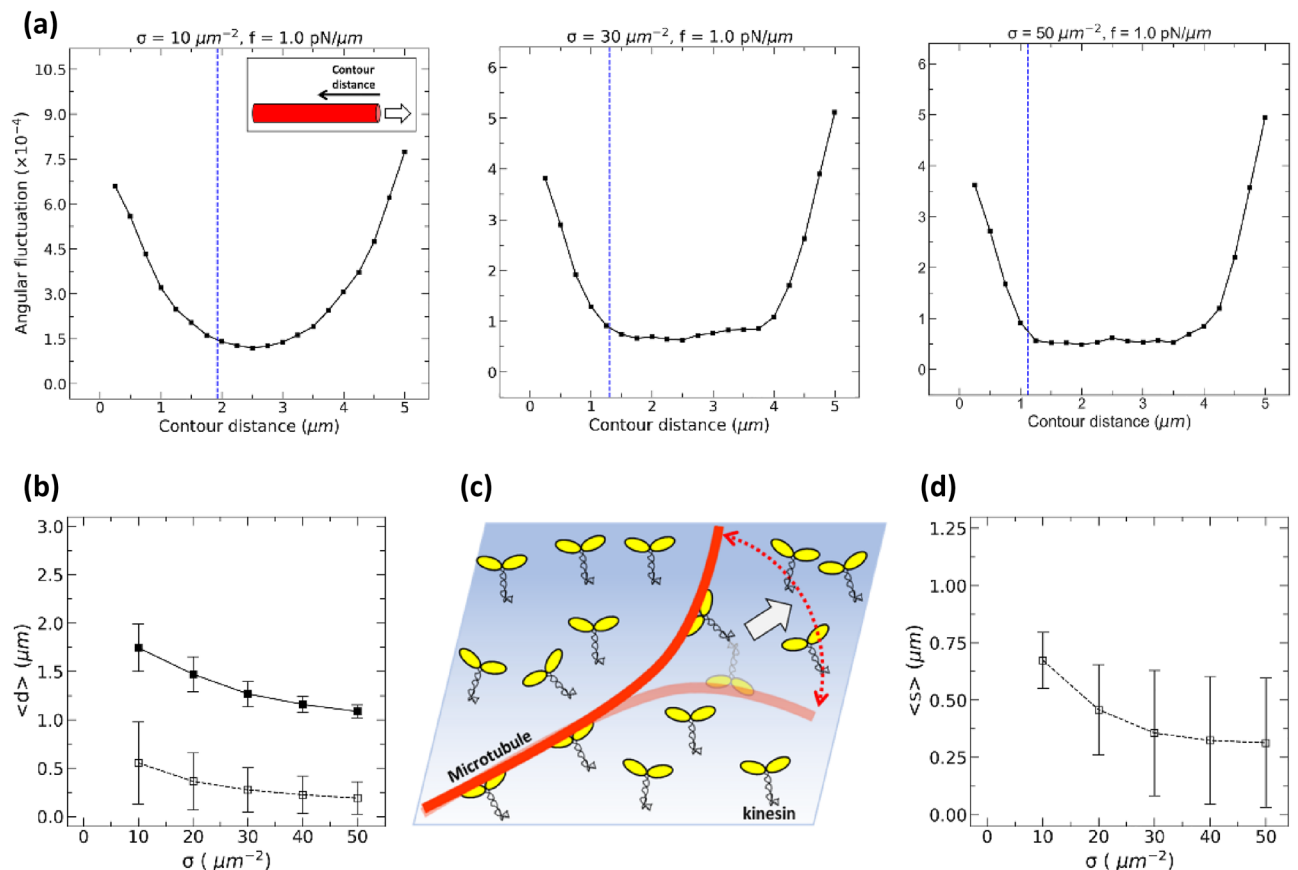 (a)
σ = 10 μm⁻², f = 1.0 pN/μm
σ = 30 μm⁻², f = 1.0 pN/μm
σ = 50 μm⁻², f = 1.0 pN/μm
Angular fluctuation (×10⁻⁴)
10.5
9.0
7.5
6.0
4.5
3.0
1.5
0.0
Contour
distance
0 1 2 3 4 5
Contour distance (μm)
6
5
4
3
2
1
0
0 1 2 3 4 5
Contour distance (μm)
6
5
4
3
2
1
0
0 1 2 3 4 5
Contour distance (μm)
(b)
<d> (μm)
3.0
2.5
2.0
1.5
1.0
0.5
0.0
0 10 20 30 40 50
σ ( μm⁻²)
(c)
Microtubule
kinesin
(d)
<s> (μm)
1.25
1.00
0.75
0.50
0.25
0.00
0 10 20 30 40 50
σ ( μm⁻²)